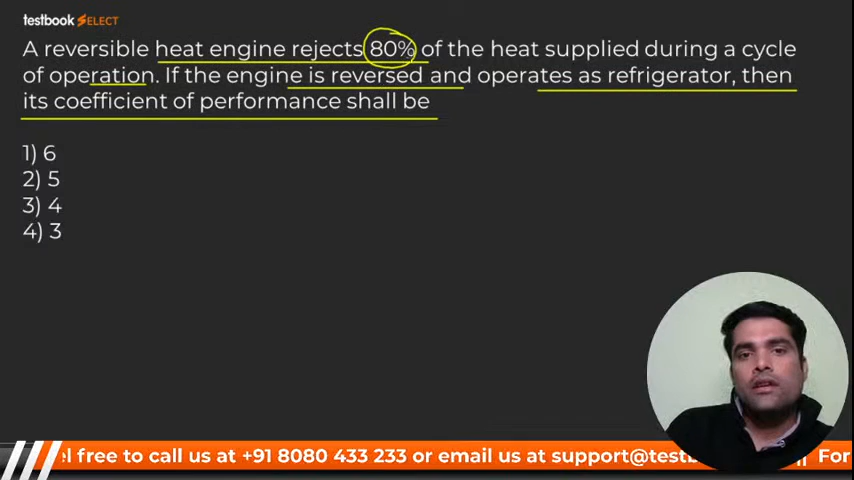 testbook SELECT
A reversible heat engine rejects 80% of the heat supplied during a cycle
of operation. If the engine is reversed and operates as refrigerator, then
its coefficient of performance shall be
1) 6
2) 5
3) 4
4) 3
el free to call us at +91 8080 433 233 or email us at support@testb For